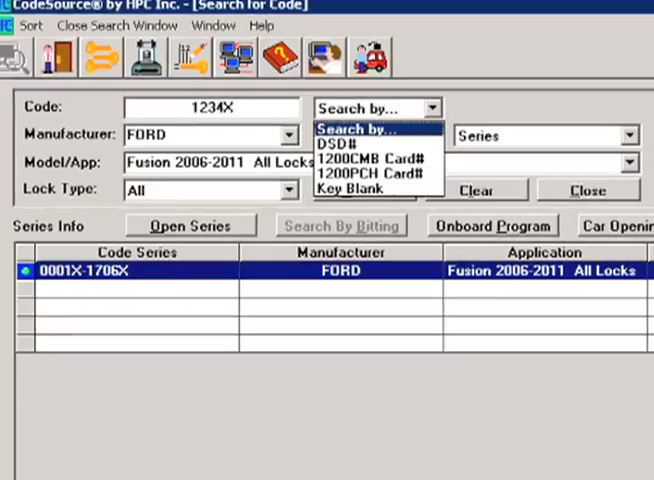 CodeSource® by HPC Inc. - [Search for Code]
Sort Close Search Window Window Help
Code: 1234X Search by...
Manufacturer: FORD Search by... Series
DSD#
Model/App: Fusion 2006-2011 All Locks 1200CMB Card#
1200PCH Card#
Lock Type: All Key Blank Clear Close
Series Info Open Series Search By Bitting Onboard Program Car Openin
Code Series Manufacturer Application
0001X-1706X FORD Fusion 2006-2011 All Locks